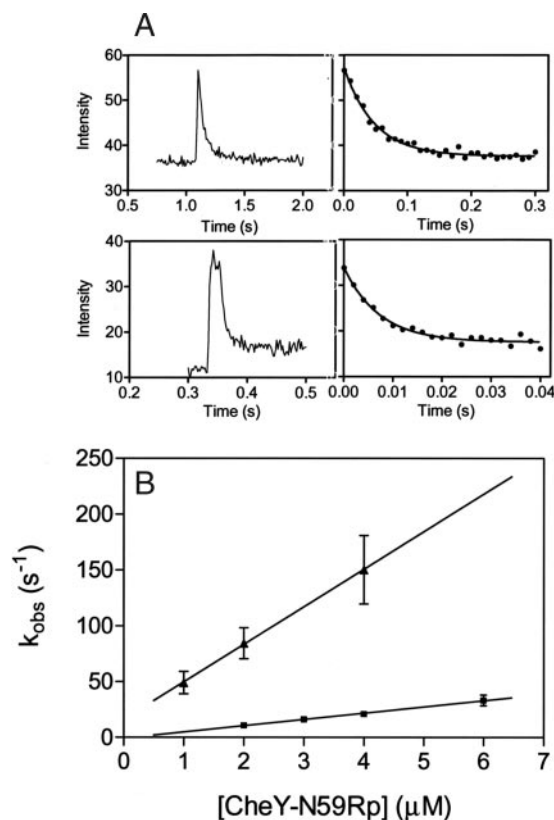 A
60
50
40
30
Intensity
0.5 1.0 1.5 2.0
Time (s)
0.0 0.1 0.2 0.3
Time (s)
40
30
20
10
Intensity
0.2 0.3 0.4 0.5
Time (s)
0.00 0.01 0.02 0.03 0.04
Time (s)
B
250
200
150
100
50
0
kobs (s-1)
0 1 2 3 4 5 6 7
[CheY-N59Rp] (μM)